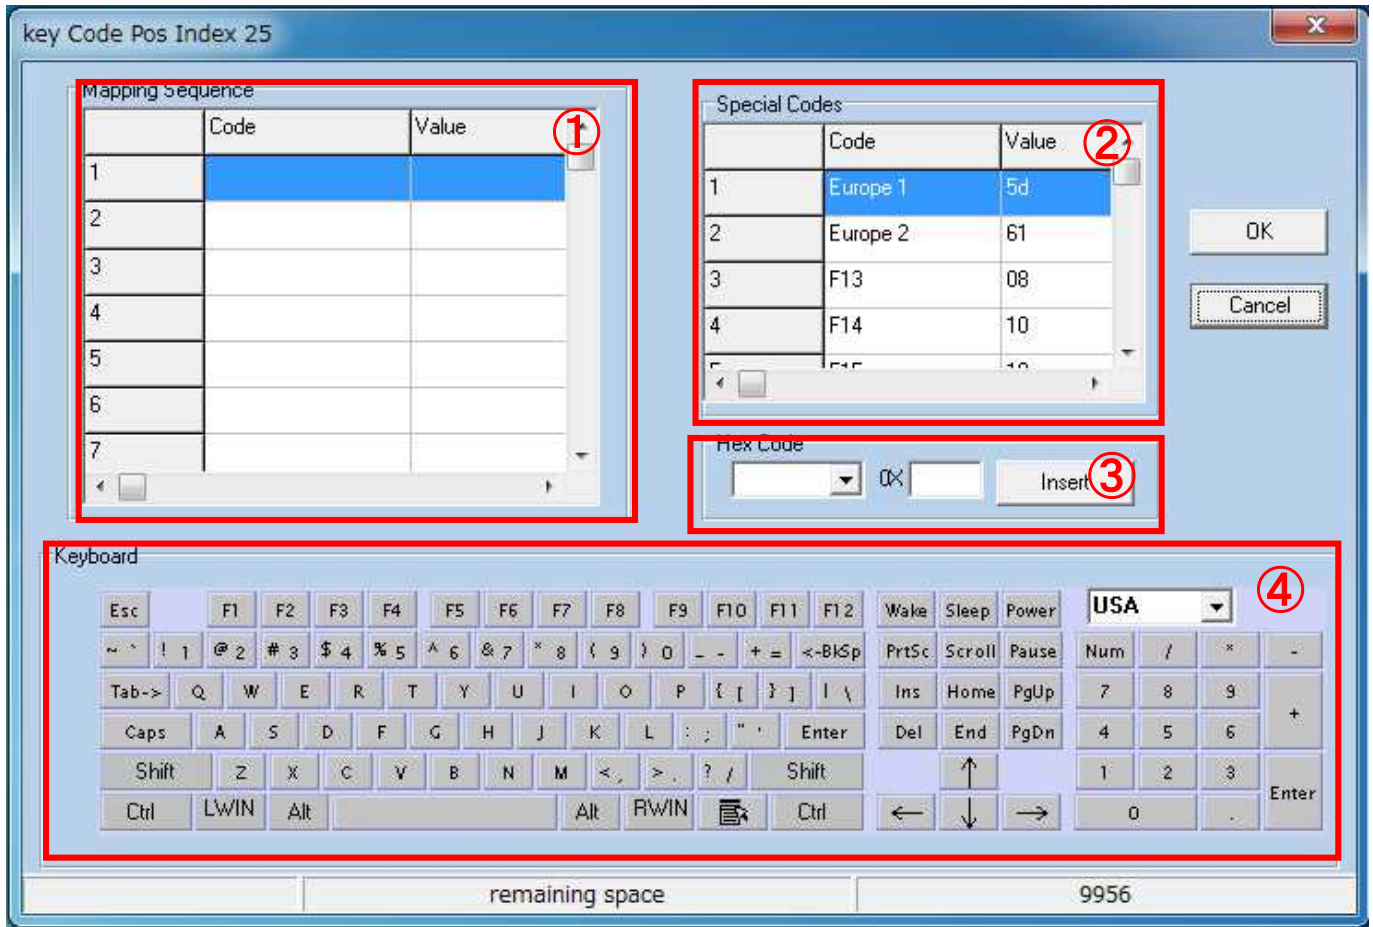 key Code Pos Index 25
X
Mapping Sequence
Code Value
①
1
2
3
4
5
6
7
Special Codes
Code Value
②
1 Europe 1 5d
2 Europe 2 61
3 F13 08
4 F14 10
OK
Cancel
Hex Code
0X
Insert
③
Keyboard
④
Esc F1 F2 F3 F4 F5 F6 F7 F8 F9 F10 F11 F12 Wake Sleep Power USA
~ ` ! 1 @ 2 # 3 $ 4 % 5 ^ 6 & 7 * 8 ( 9 ) 0 _ - + = <-BkSp PrtSc Scroll Pause Num / * -
Tab-> Q W E R T Y U I O P { [ } ] | \ Ins Home PgUp 7 8 9 +
Caps A S D F G H J K L : ; " ' Enter Del End PgDn 4 5 6
Shift Z X C V B N M < , > . ? / Shift ↑ 1 2 3 Enter
Ctrl LWIN Alt Alt RWIN Ctrl ← ↓ → 0 .
remaining space 9956